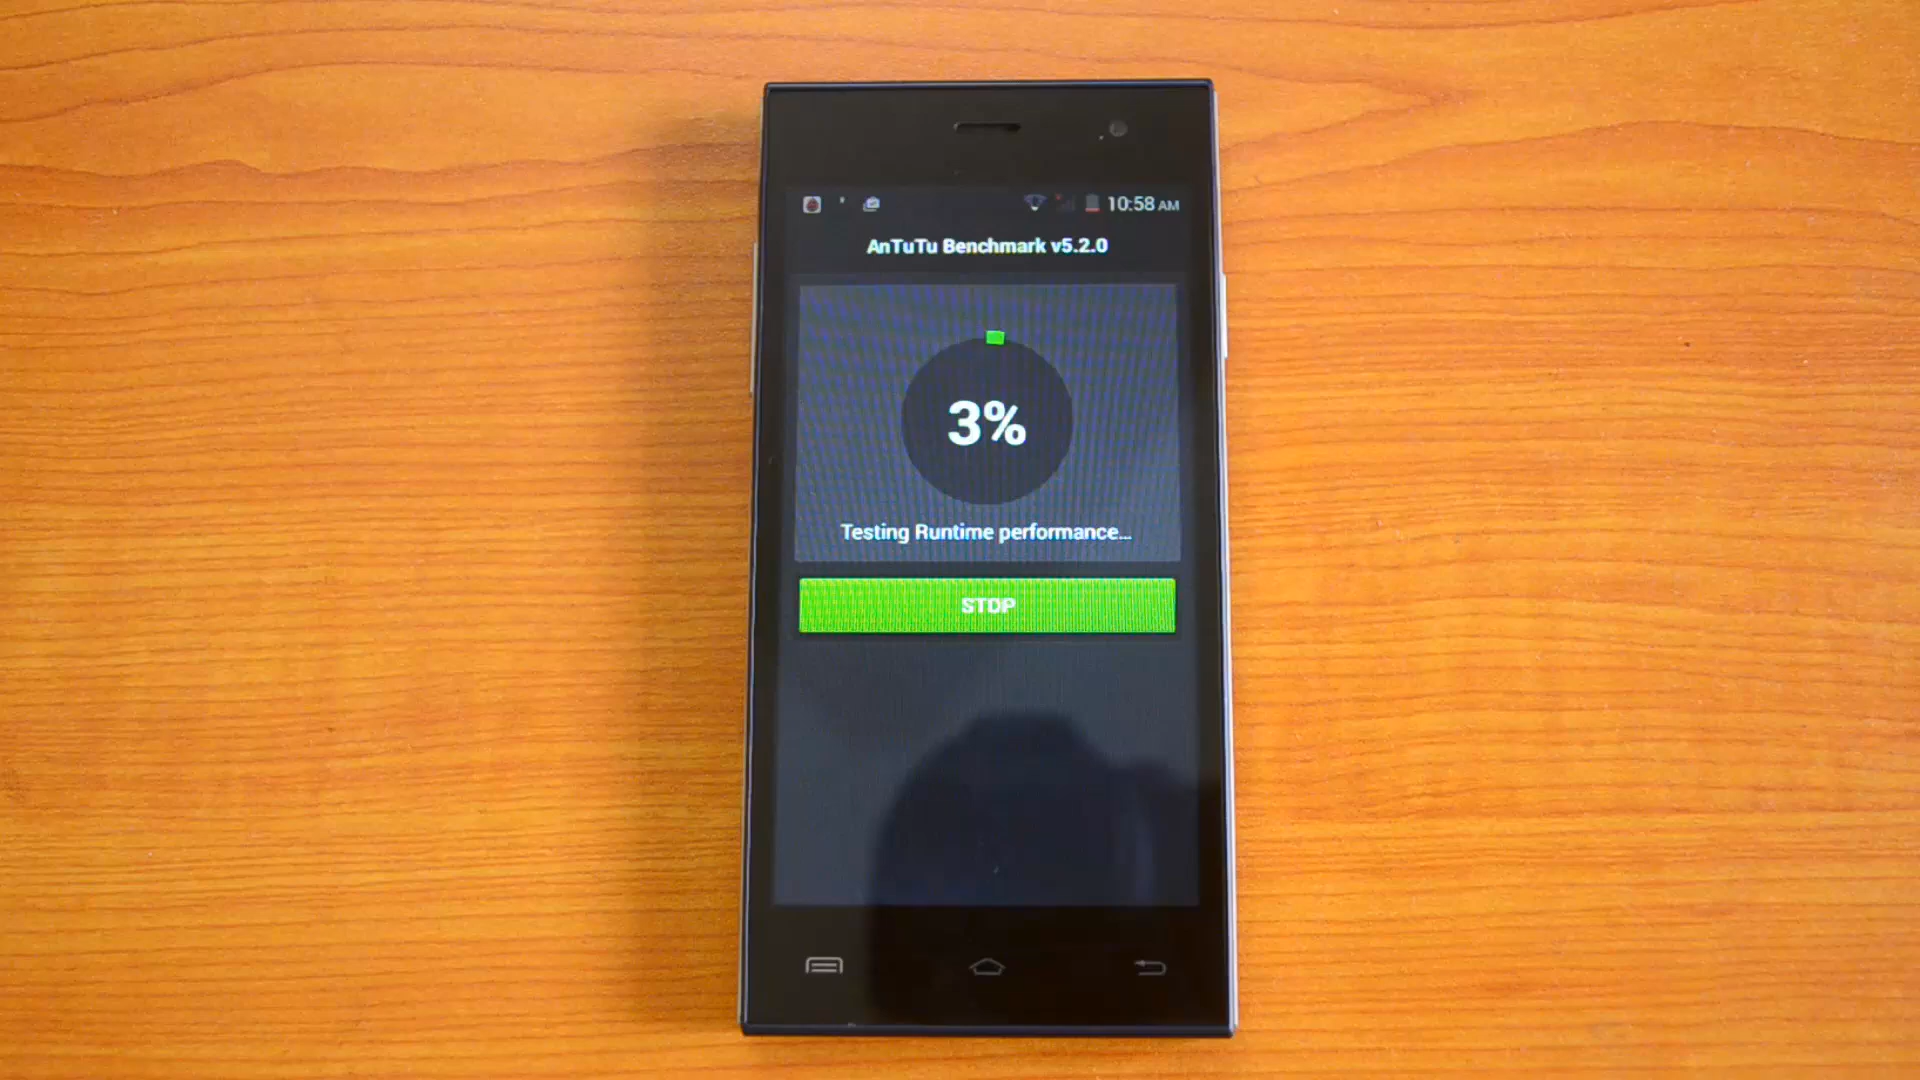 10:58 AM
AnTuTu Benchmark v5.2.0
3%
Testing Runtime performance...
STOP